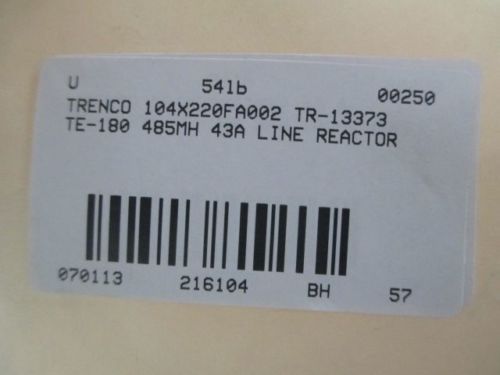 U 541b 00250
TRENCO 104X220FA002 TR-13373
TE-180 485MH 43A LINE REACTOR
070113 216104 BH 57